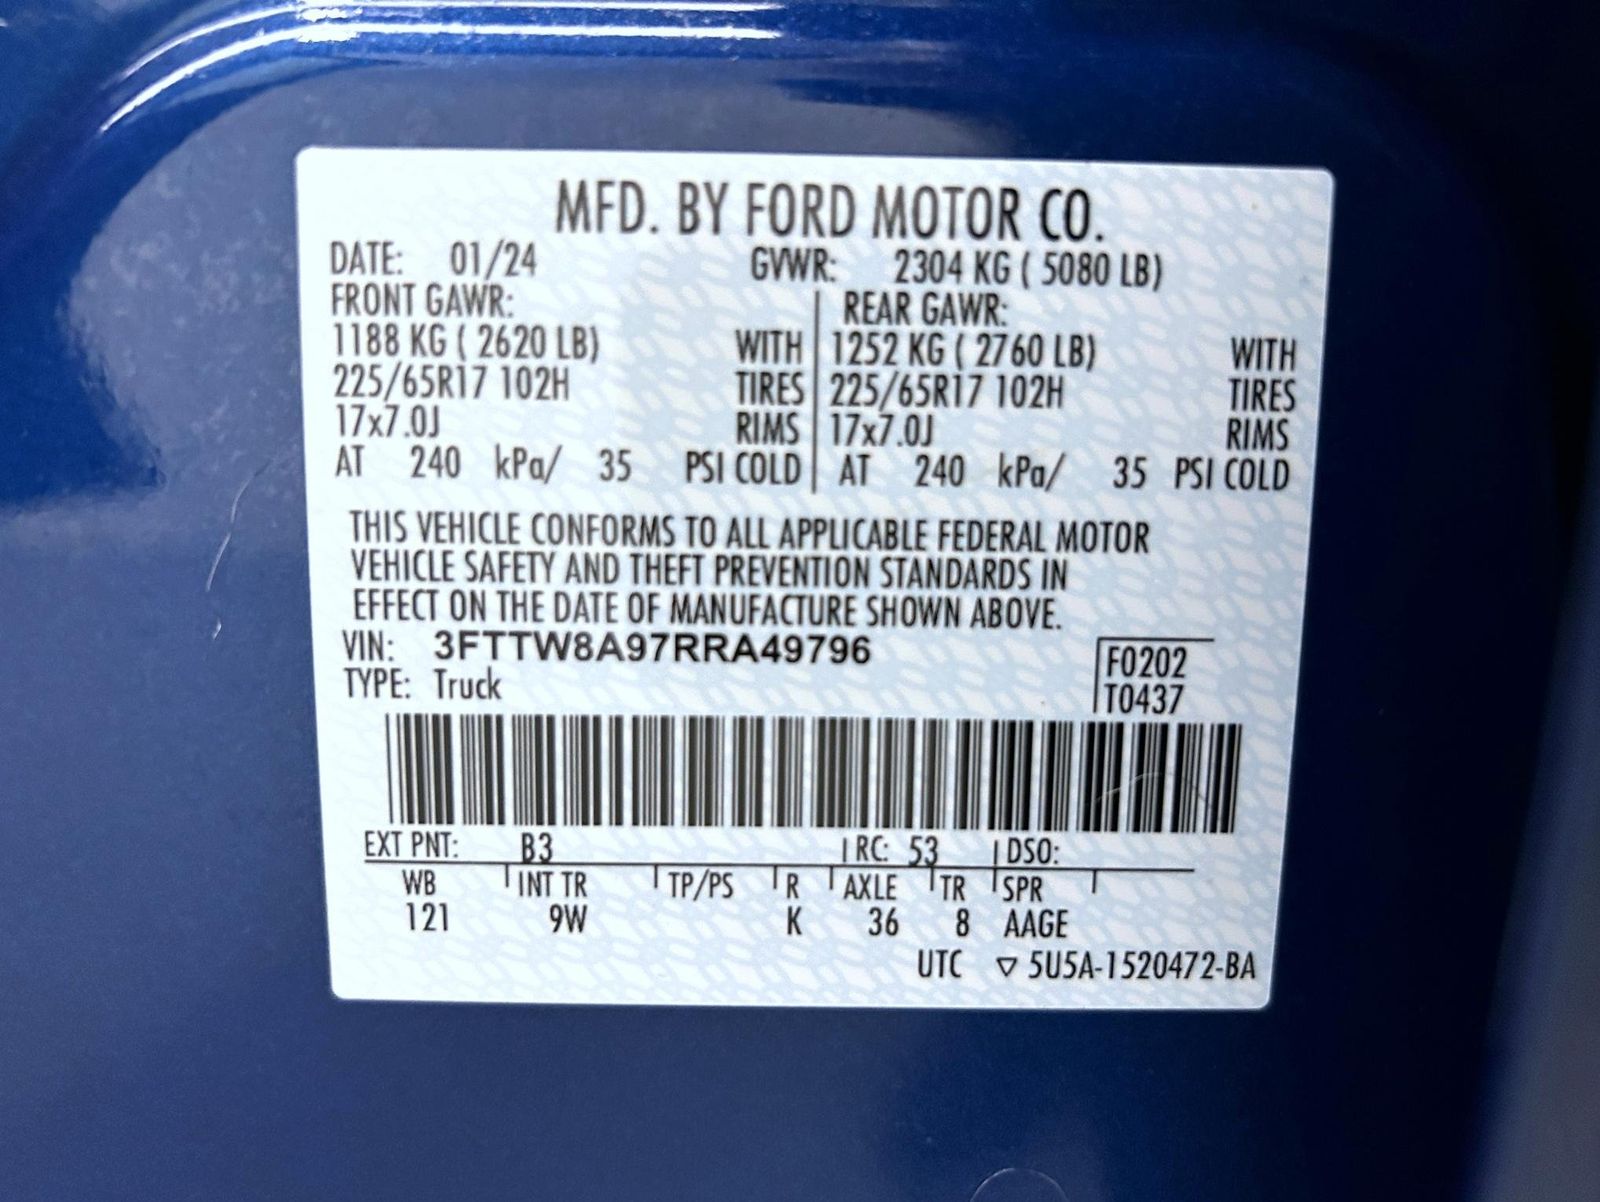 MFD. BY FORD MOTOR CO.
DATE: 01/24 GVWR: 2304 KG ( 5080 LB)
FRONT GAWR: REAR GAWR:
1188 KG ( 2620 LB) WITH 1252 KG ( 2760 LB) WITH
225/65R17 102H TIRES 225/65R17 102H TIRES
17x7.0J RIMS 17x7.0J RIMS
AT 240 kPa/ 35 PSI COLD AT 240 kPa/ 35 PSI COLD
THIS VEHICLE CONFORMS TO ALL APPLICABLE FEDERAL MOTOR
VEHICLE SAFETY AND THEFT PREVENTION STANDARDS IN
EFFECT ON THE DATE OF MANUFACTURE SHOWN ABOVE.
VIN: 3FTTW8A97RRA49796 F0202
TYPE: Truck T0437
EXT PNT: B3 RC: 53 DSO:
WB INT TR TP/PS R AXLE TR SPR
121 9W K 36 8 AAGE
UTC ▽ 5U5A-1520472-BA